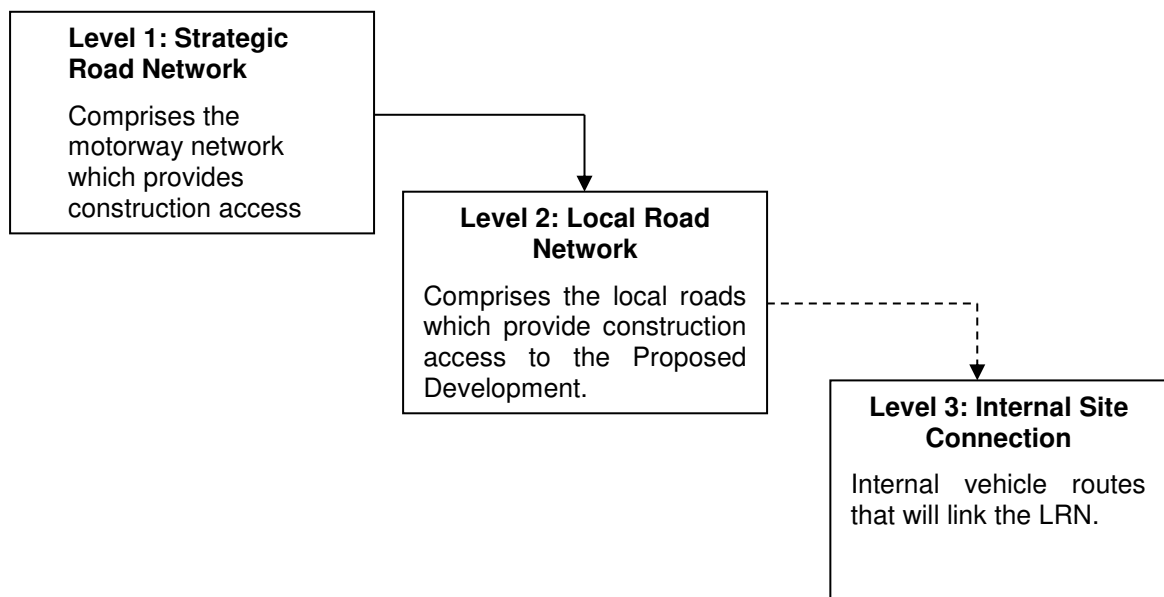 Level 1: Strategic
Road Network
Comprises the
motorway network
which provides
construction access
Level 2: Local Road
Network
Comprises the local roads
which provide construction
access to the Proposed
Development.
Level 3: Internal Site
Connection
Internal vehicle routes
that will link the LRN.